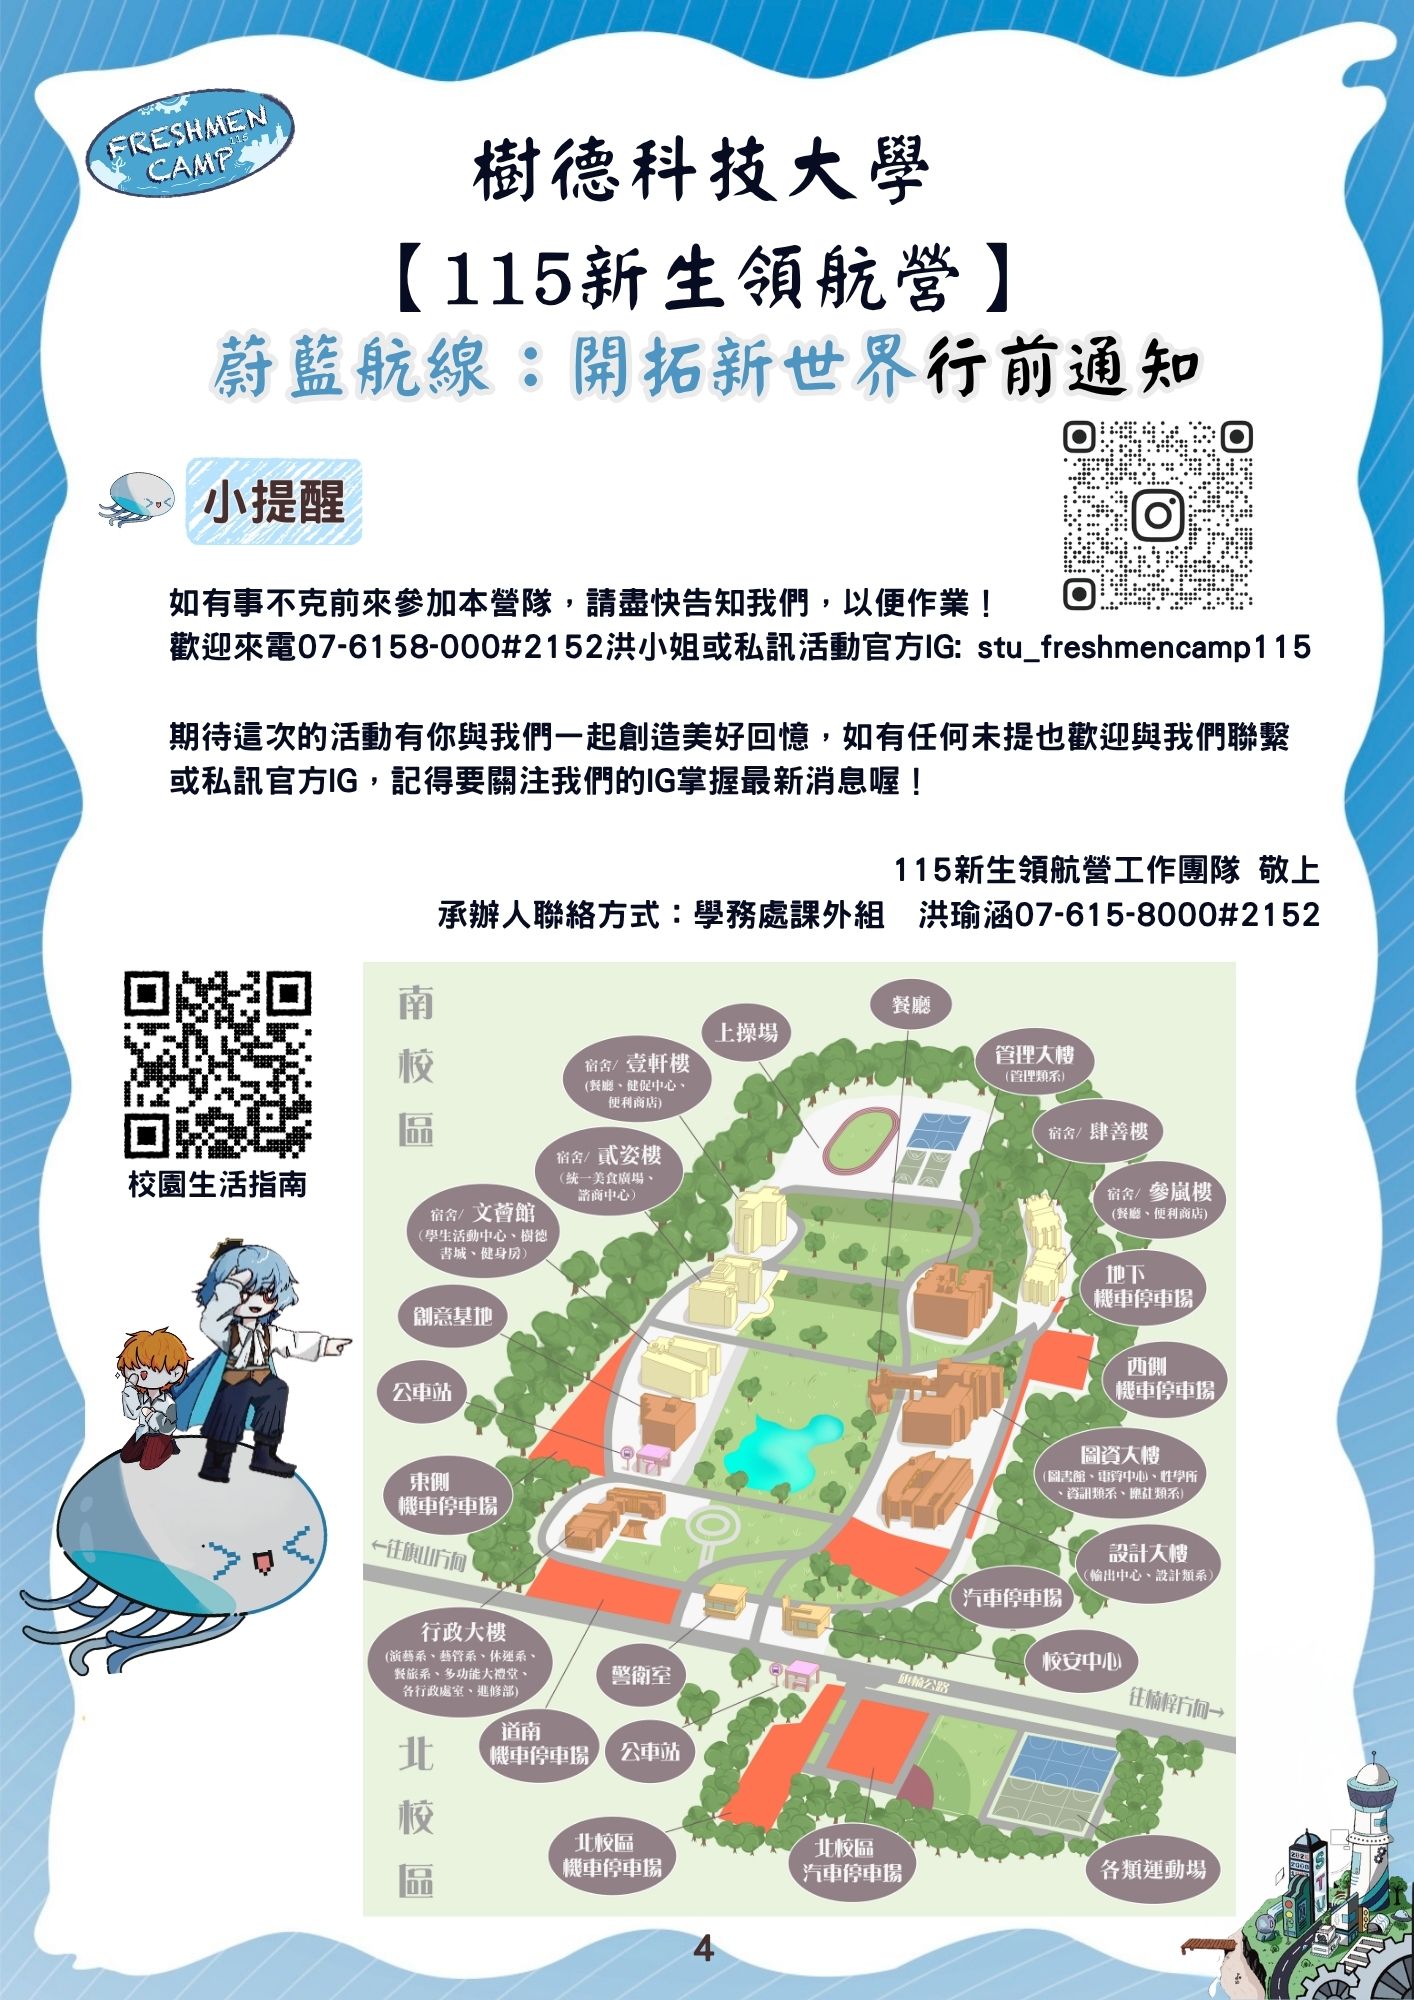 FRESHMEN
115
CAMP
樹德科技大學
【115新生領航營】
蔚藍航線：開拓新世界行前通知
小提醒
如有事不克前來參加本營隊，請盡快告知我們，以便作業！
歡迎來電07-6158-000#2152洪小姐或私訊活動官方IG: stu_freshmencamp115
期待這次的活動有你與我們一起創造美好回憶，如有任何未提也歡迎與我們聯繫
或私訊官方IG，記得要關注我們的IG掌握最新消息喔！
115新生領航營工作團隊 敬上
承辦人聯絡方式：學務處課外組 洪瑜涵07-615-8000#2152
校園生活指南
南校區
餐廳
上操場
管理大樓
(管理類系)
宿舍/ 壹軒樓
(餐廳、健促中心、
便利商店)
宿舍/ 肆善樓
宿舍/ 貳姿樓
(統一美食廣場、
諮商中心)
宿舍/ 參嵐樓
(餐廳、便利商店)
宿舍/ 文薈館
(學生活動中心、樹德
書城、健身房)
地下
機車停車場
創意基地
西側
機車停車場
公車站
圖資大樓
(圖書館、電算中心、性學所
、資訊類系、應社類系)
東側
機車停車場
設計大樓
(輸出中心、設計類系)
←往旗山方向
汽車停車場
行政大樓
(演藝系、藝管系、休運系、
餐旅系、多功能大禮堂、
各行政處室、進修部)
警衛室
校安中心
旗楠公路
往楠梓方向→
道南
機車停車場
公車站
北校區
北校區
機車停車場
北校區
汽車停車場
各類運動場
STU
4